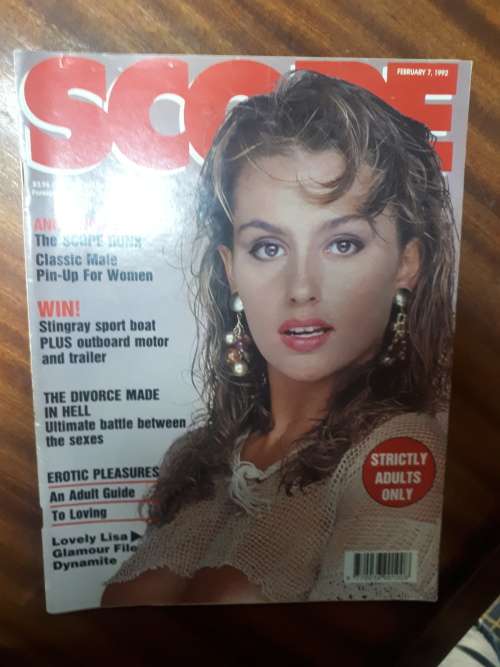 SCOPE
FEBRUARY 7, 1992
The SCOPE HUNK
Classic Male
Pin-Up For Women
WIN!
Stingray sport boat
PLUS outboard motor
and trailer
THE DIVORCE MADE
IN HELL
Ultimate battle between
the sexes
EROTIC PLEASURES
An Adult Guide
To Loving
Lovely Lisa
Glamour File
Dynamite
STRICTLY
ADULTS
ONLY